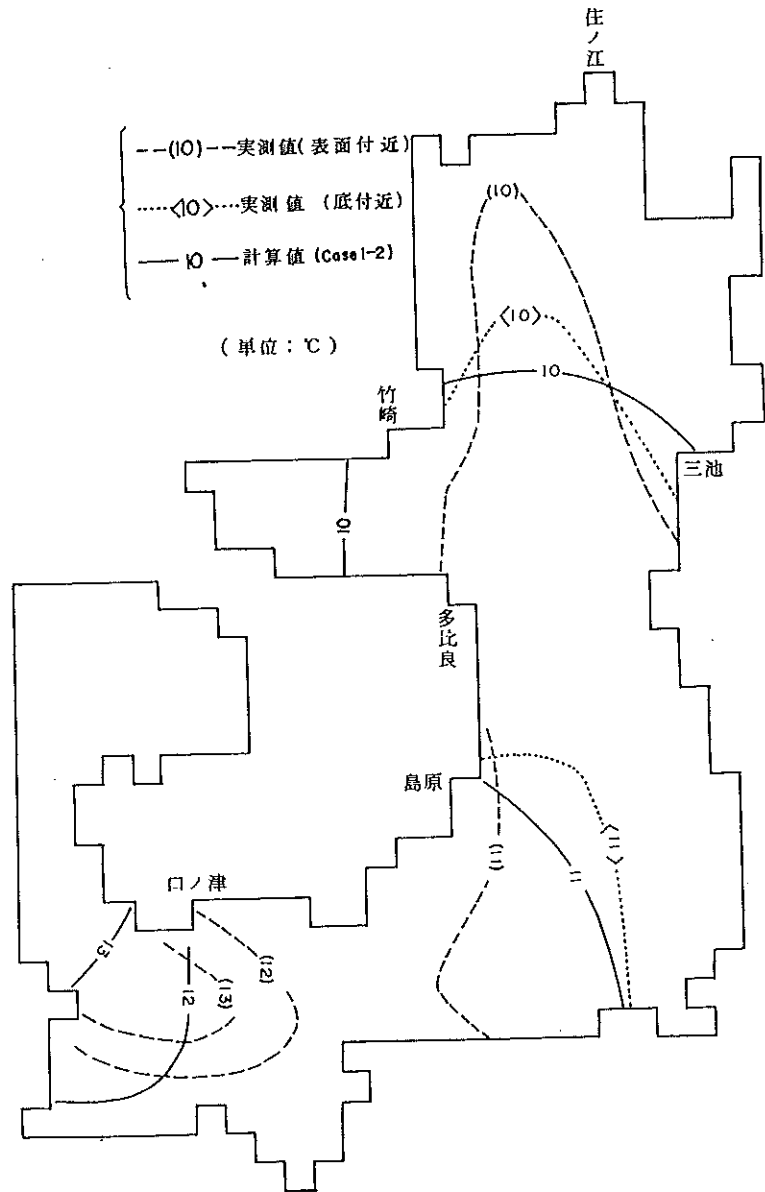 住ノ江
--(10)--実測値(表面付近)
·····<10>·····実測値 (底付近)
—10—計算値 (Case 1-2)
(単位:℃)
(10)
<10>
10
竹崎
三池
10
多比良
島原
(11)
11
<11>
口ノ津
13
12
(13)
(12)